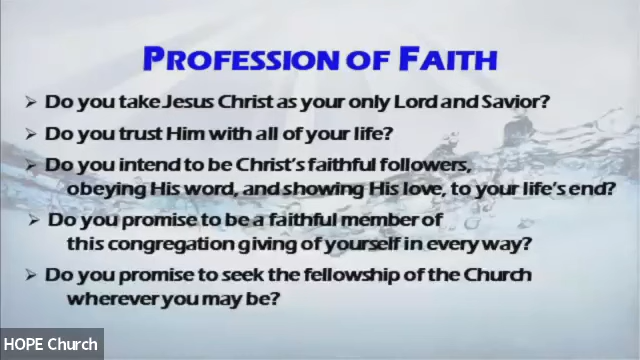 PROFESSION OF FAITH
➢ Do you take Jesus Christ as your only Lord and Savior?
➢ Do you trust Him with all of your life?
➢ Do you intend to be Christ's faithful followers,
obeying His word, and showing His love, to your life's end?
➢ Do you promise to be a faithful member of
this congregation giving of yourself in every way?
➢ Do you promise to seek the fellowship of the Church
wherever you may be?
HOPE Church